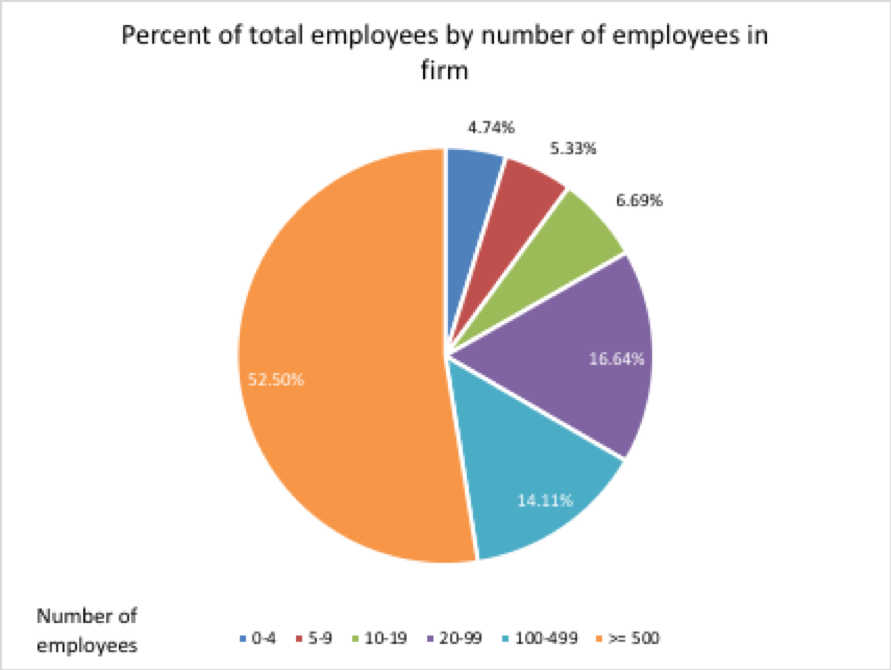 Percent of total employees by number of employees in
firm
4.74%
5.33%
6.69%
16.64%
14.11%
52.50%
Number of
employees
0-4 5-9 10-19 20-99 100-499 >= 500